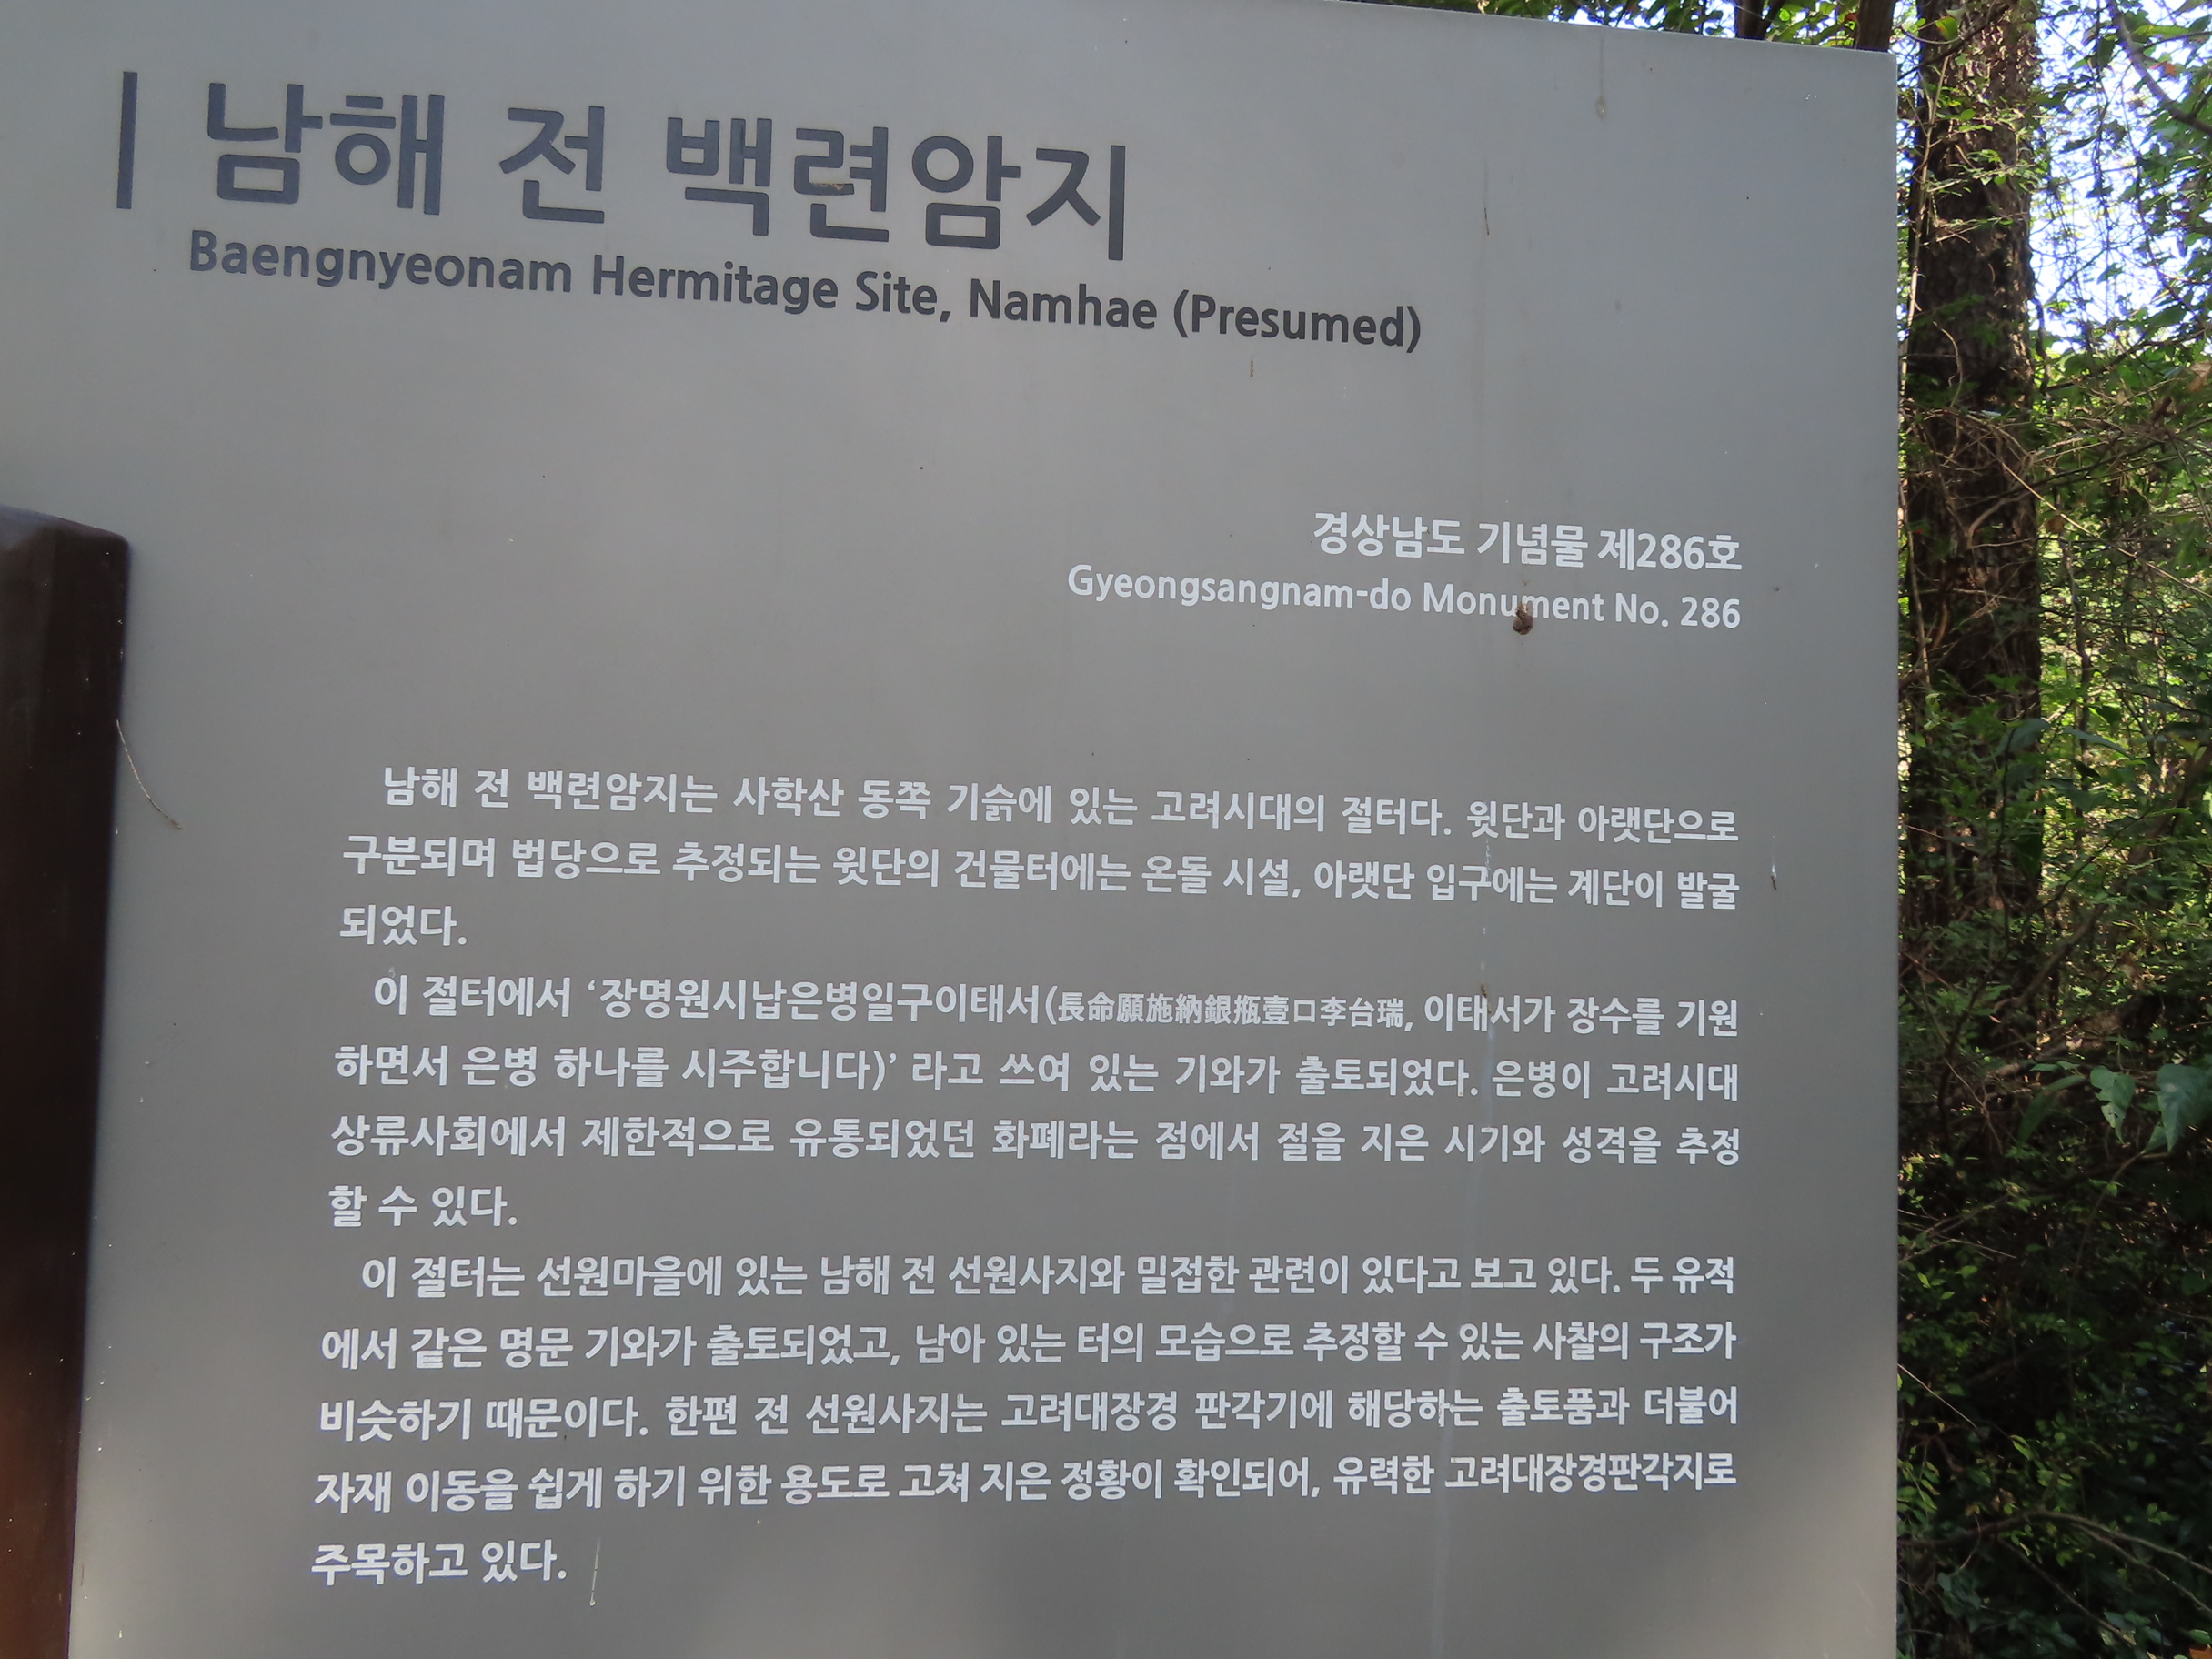 남해 전 백련암지
Baengnyeonam Hermitage Site, Namhae (Presumed)
경상남도 기념물 제286호
Gyeongsangnam-do Monument No. 286
남해 전 백련암지는 사학산 동쪽 기슭에 있는 고려시대의 절터다. 윗단과 아랫단으로
구분되며 법당으로 추정되는 윗단의 건물터에는 온돌 시설, 아랫단 입구에는 계단이 발굴
되었다.
이 절터에서 ‘장명원시납은병일구이태서(長命願施納銀甁壹口李台瑞, 이태서가 장수를 기원
하면서 은병 하나를 시주합니다)’ 라고 쓰여 있는 기와가 출토되었다. 은병이 고려시대
상류사회에서 제한적으로 유통되었던 화폐라는 점에서 절을 지은 시기와 성격을 추정
할 수 있다.
이 절터는 선원마을에 있는 남해 전 선원사지와 밀접한 관련이 있다고 보고 있다. 두 유적
에서 같은 명문 기와가 출토되었고, 남아 있는 터의 모습으로 추정할 수 있는 사찰의 구조가
비슷하기 때문이다. 한편 전 선원사지는 고려대장경 판각기에 해당하는 출토품과 더불어
자재 이동을 쉽게 하기 위한 용도로 고쳐 지은 정황이 확인되어, 유력한 고려대장경판각지로
주목하고 있다.